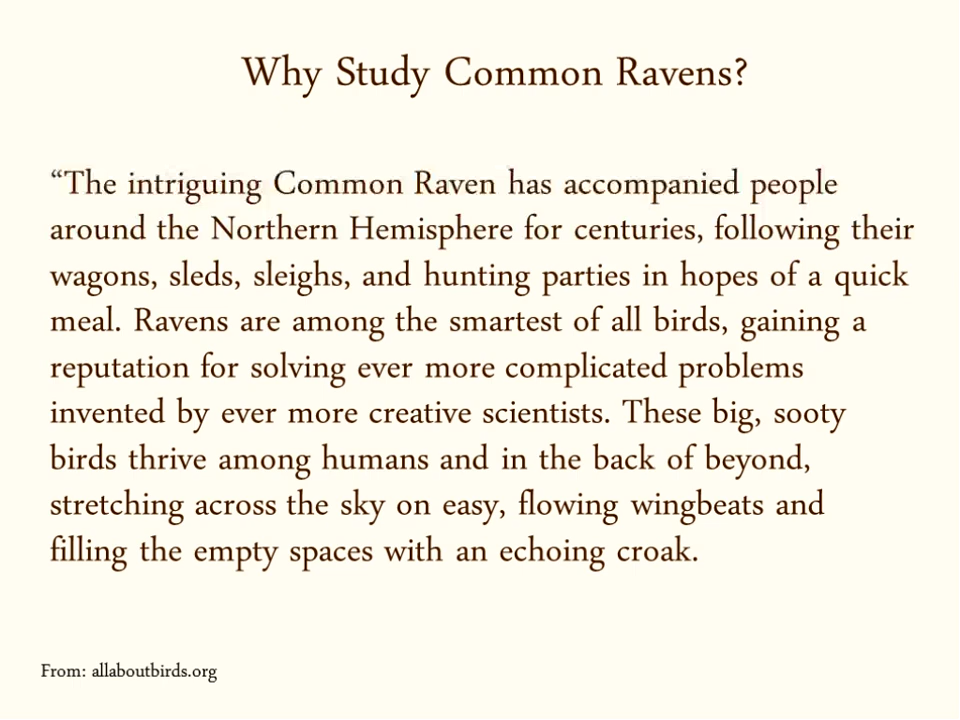 Why Study Common Ravens?
“The intriguing Common Raven has accompanied people
around the Northern Hemisphere for centuries, following their
wagons, sleds, sleighs, and hunting parties in hopes of a quick
meal. Ravens are among the smartest of all birds, gaining a
reputation for solving ever more complicated problems
invented by ever more creative scientists. These big, sooty
birds thrive among humans and in the back of beyond,
stretching across the sky on easy, flowing wingbeats and
filling the empty spaces with an echoing croak.
From: allaboutbirds.org